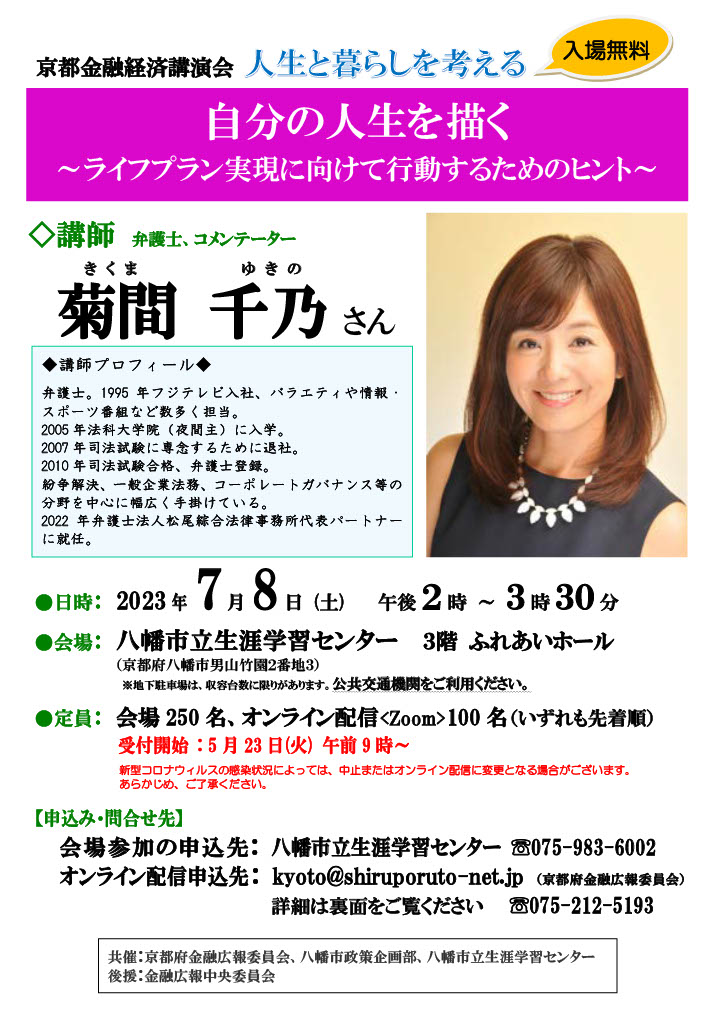 京都金融経済講演会 人生と暮らしを考える
入場無料
自分の人生を描く
～ライフプラン実現に向けて行動するためのヒント～
◇講師 弁護士、コメンテーター
きくま ゆきの
菊間 千乃 さん
◆講師プロフィール◆
弁護士。1995 年フジテレビ入社、バラエティや情報・
スポーツ番組など数多く担当。
2005年法科大学院（夜間主）に入学。
2007年司法試験に専念するために退社。
2010年司法試験合格、弁護士登録。
紛争解決、一般企業法務、コーポレートガバナンス等の
分野を中心に幅広く手掛けている。
2022 年弁護士法人松尾綜合法律事務所代表パートナー
に就任。
●日時： 2023年 7月8日（土） 午後2時 ～ 3時30分
●会場： 八幡市立生涯学習センター 3階 ふれあいホール
（京都府八幡市男山竹園2番地3）
※地下駐車場は、収容台数に限りがあります。公共交通機関をご利用ください。
●定員： 会場250名、オンライン配信<Zoom>100名（いずれも先着順）
受付開始：5月23日(火) 午前9時～
新型コロナウィルスの感染状況によっては、中止またはオンライン配信に変更となる場合がございます。
あらかじめ、ご了承ください。
【申込み・問合せ先】
会場参加の申込先： 八幡市立生涯学習センター ☏075-983-6002
オンライン配信申込先： kyoto@shiruporuto-net.jp （京都府金融広報委員会）
詳細は裏面をご覧ください ☏075-212-5193
共催：京都府金融広報委員会、八幡市政策企画部、八幡市立生涯学習センター
後援：金融広報中央委員会